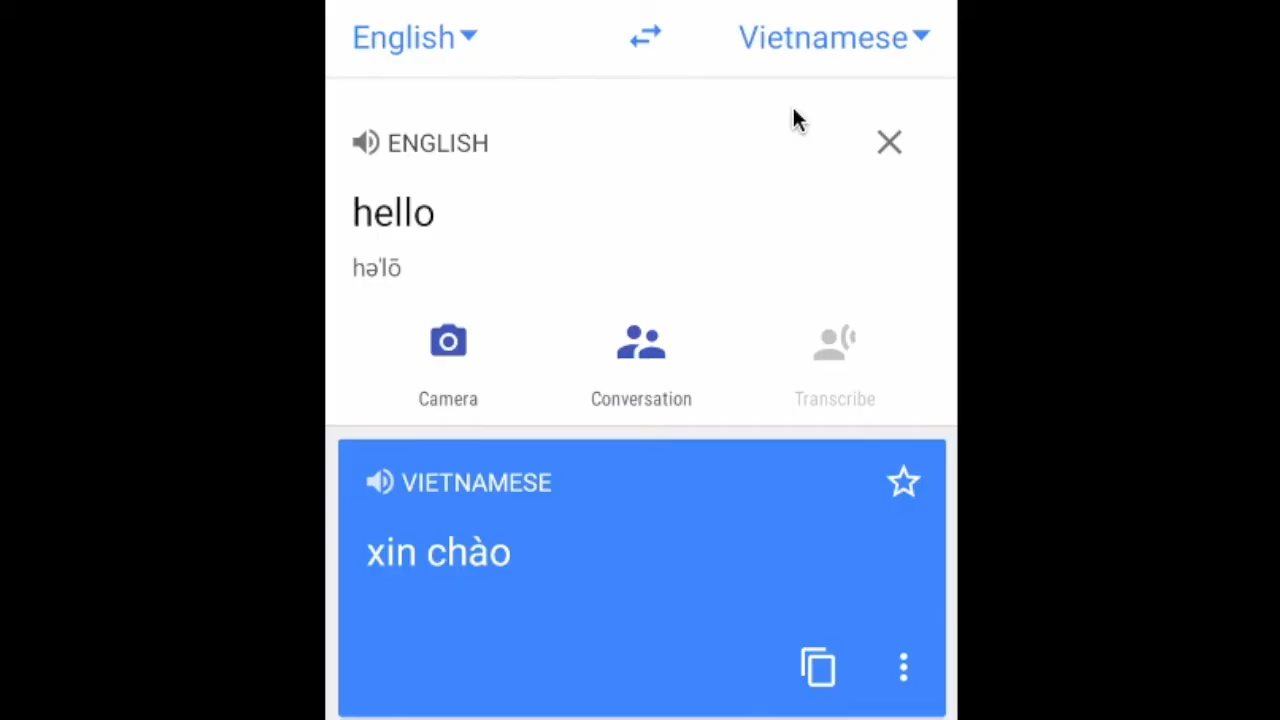 English Vietnamese
ENGLISH
hello
həˈlō
Camera Conversation Transcribe
VIETNAMESE
xin chào